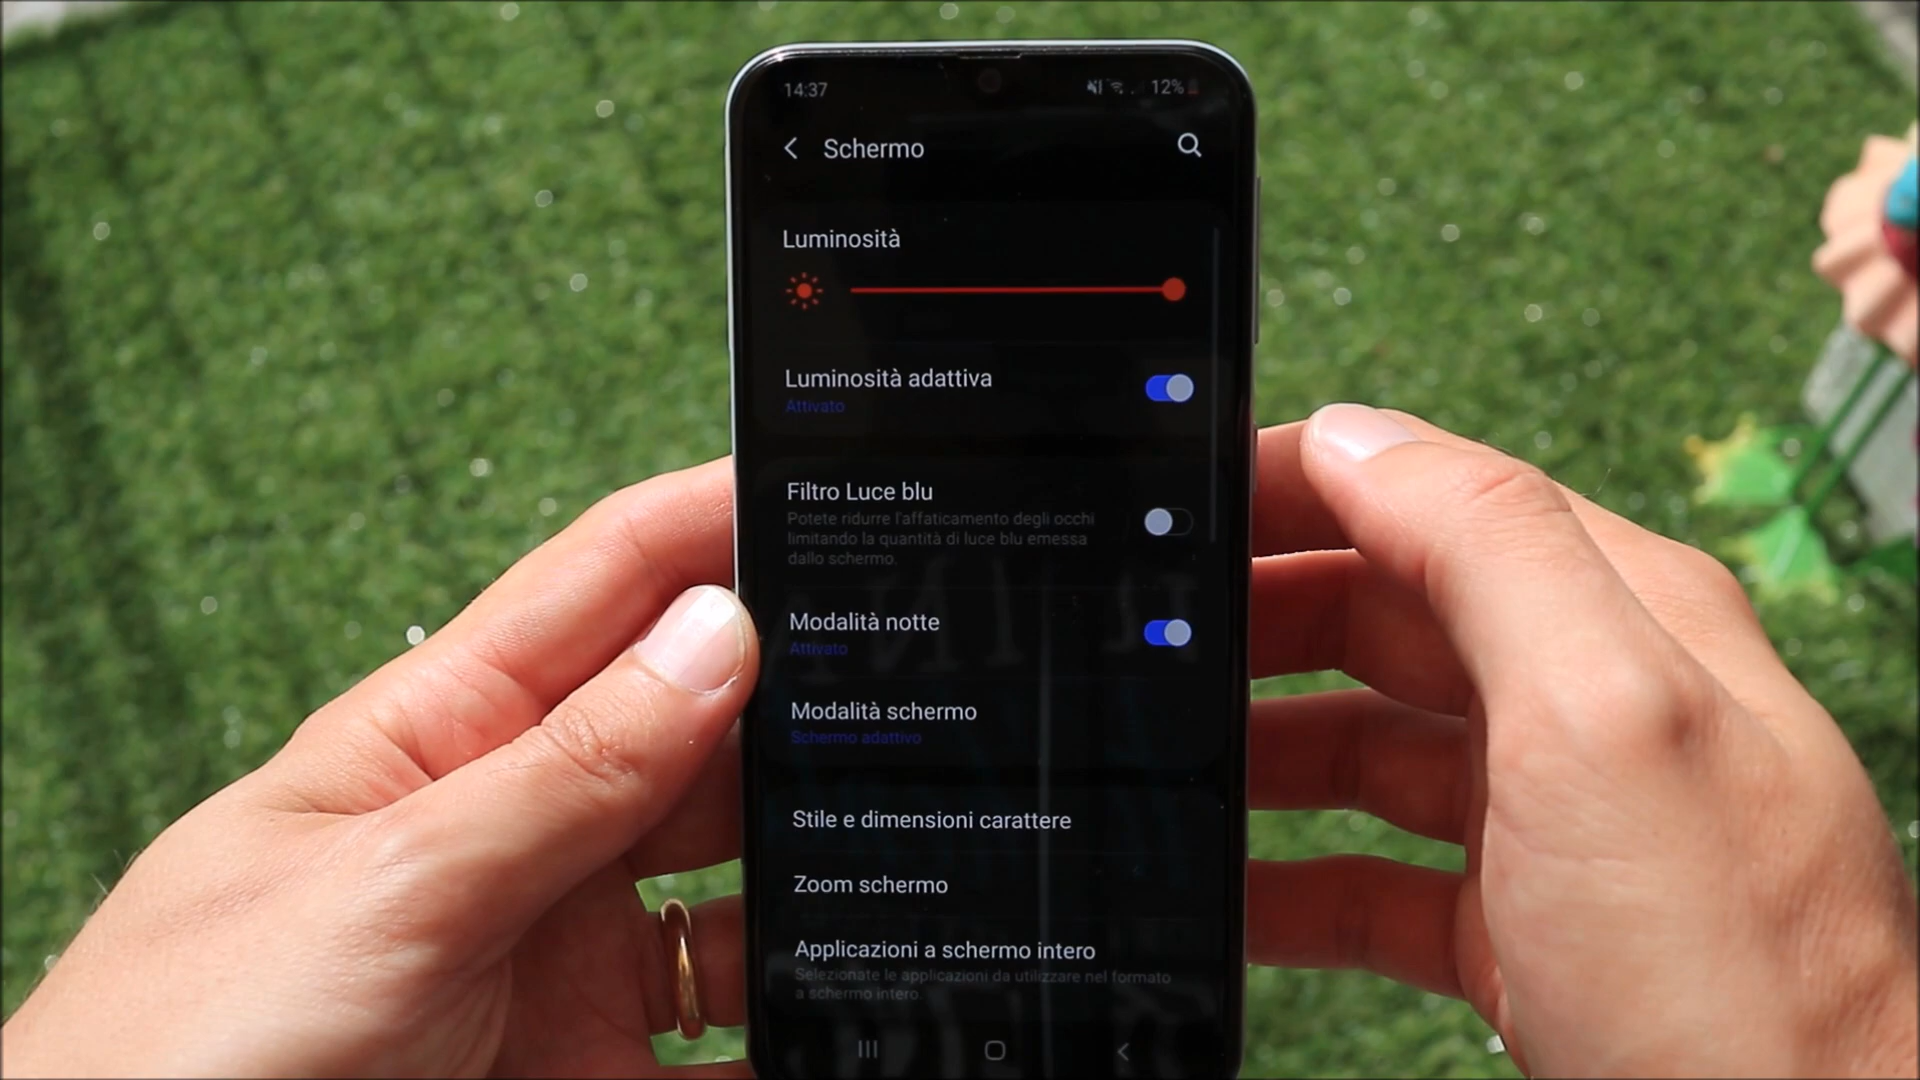 14:37
12%
Schermo
Luminosità
Luminosità adattiva
Attivato
Filtro Luce blu
Potete ridurre l'affaticamento degli occhi
limitando la quantità di luce blu emessa
dallo schermo.
Modalità notte
Attivato
Modalità schermo
Schermo adattivo
Stile e dimensioni carattere
Zoom schermo
Applicazioni a schermo intero
Selezionate le applicazioni da utilizzare nel formato
a schermo intero.